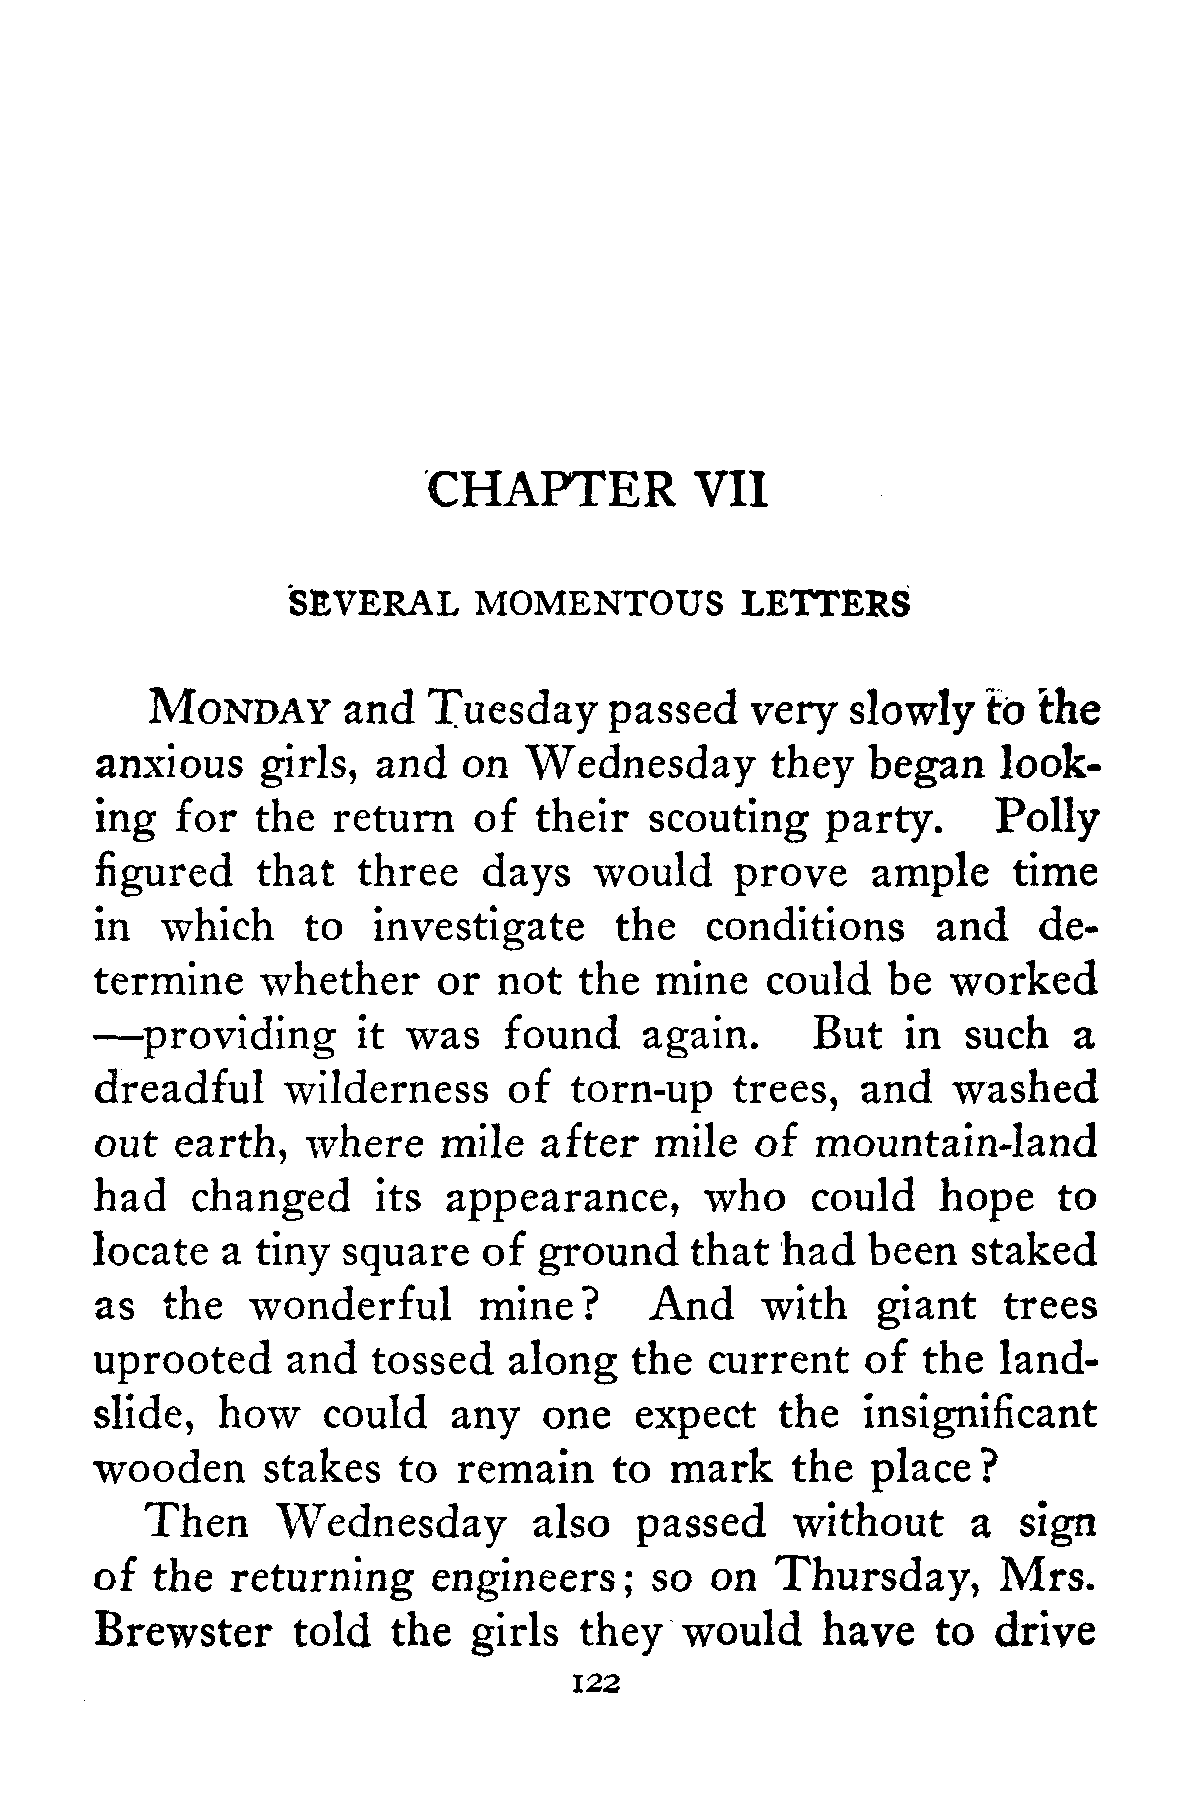 CHAPTER VII
SEVERAL MOMENTOUS LETTERS
MONDAY and Tuesday passed very slowly to the
anxious girls, and on Wednesday they began look-
ing for the return of their scouting party. Polly
figured that three days would prove ample time
in which to investigate the conditions and de-
termine whether or not the mine could be worked
—providing it was found again. But in such a
dreadful wilderness of torn-up trees, and washed
out earth, where mile after mile of mountain-land
had changed its appearance, who could hope to
locate a tiny square of ground that had been staked
as the wonderful mine? And with giant trees
uprooted and tossed along the current of the land-
slide, how could any one expect the insignificant
wooden stakes to remain to mark the place?
Then Wednesday also passed without a sign
of the returning engineers; so on Thursday, Mrs.
Brewster told the girls they would have to drive
122